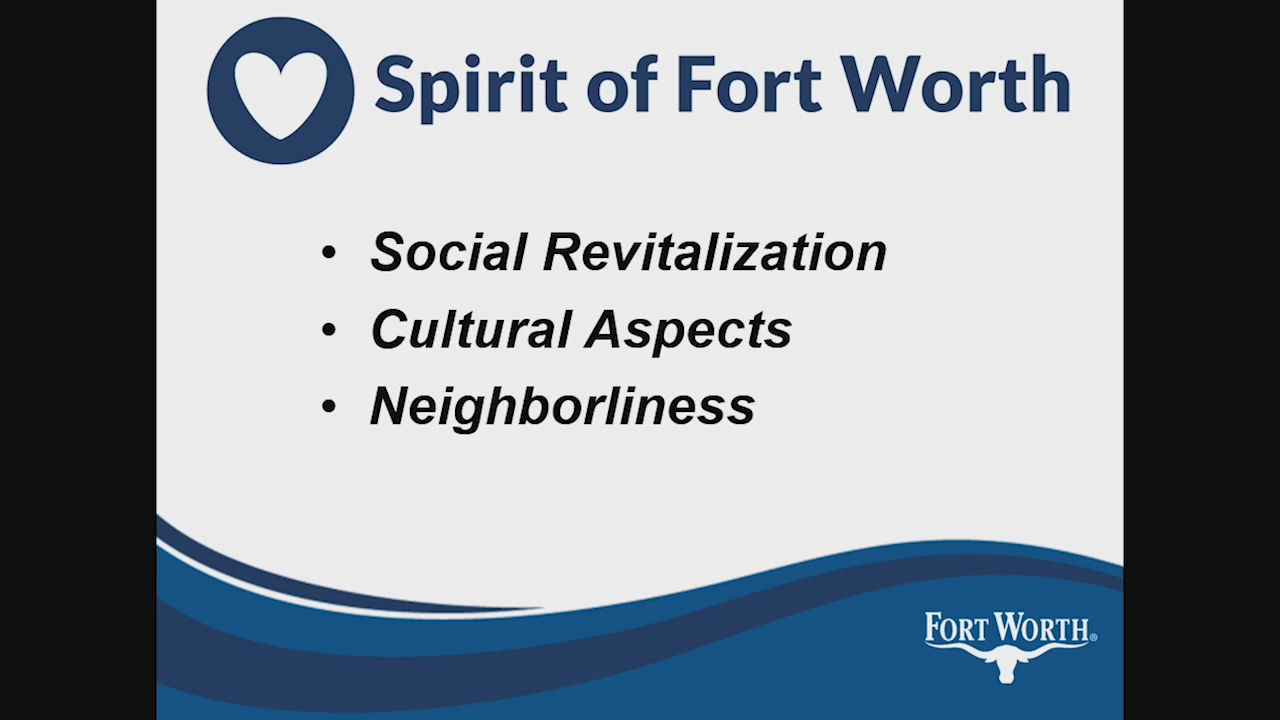 Spirit of Fort Worth
• Social Revitalization
• Cultural Aspects
• Neighborliness
FORT WORTH®